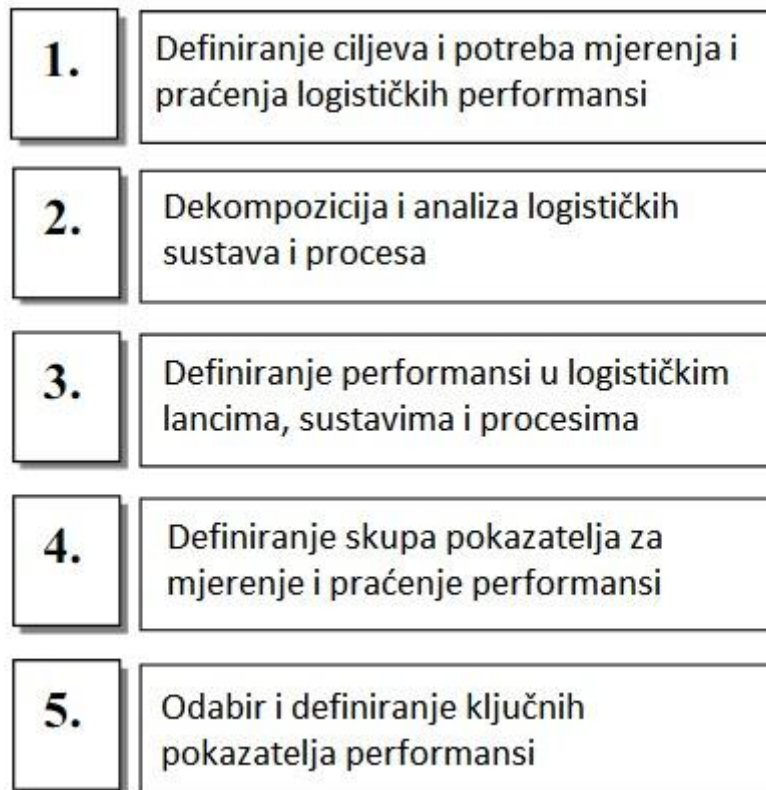 1.
Definiranje ciljeva i potreba mjerenja i
praćenja logističkih performansi
2.
Dekompozicija i analiza logističkih
sustava i procesa
3.
Definiranje performansi u logističkim
lancima, sustavima i procesima
4.
Definiranje skupa pokazatelja za
mjerenje i praćenje performansi
5.
Odabir i definiranje ključnih
pokazatelja performansi